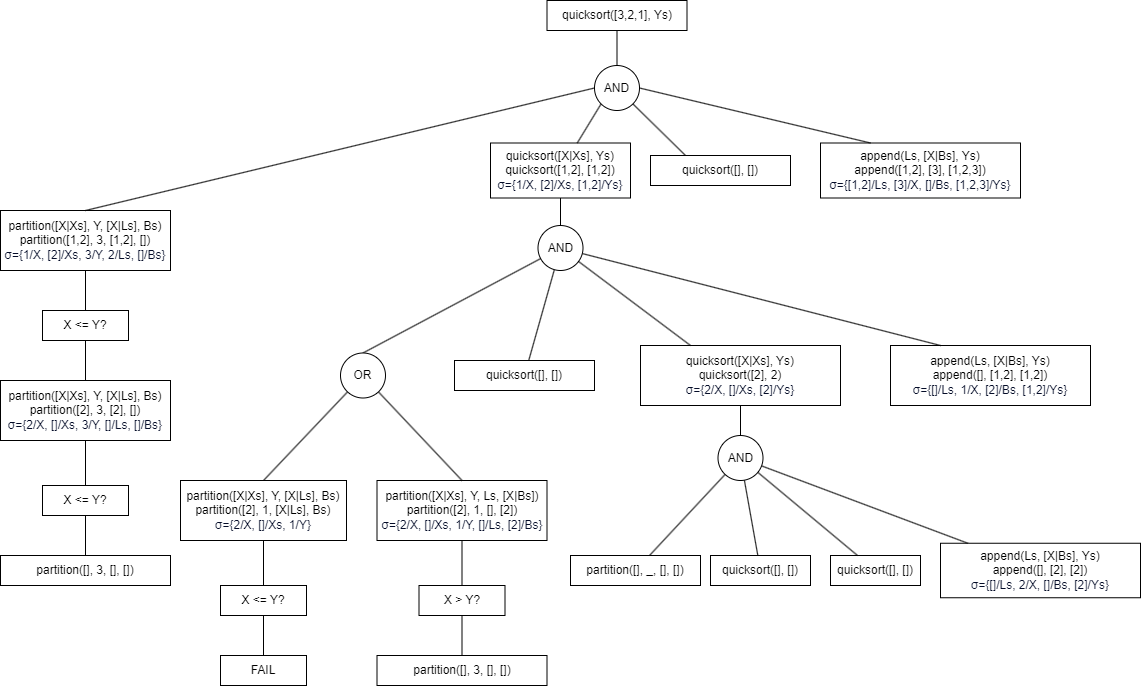 quicksort([3,2,1], Ys)
AND
quicksort([X|Xs], Ys)
quicksort([1,2], [1,2])
σ={1/X, [2]/Xs, [1,2]/Ys}
quicksort([], [])
append(Ls, [X|Bs], Ys)
append([1,2], [3], [1,2,3])
σ={[1,2]/Ls, [3]/X, []/Bs, [1,2,3]/Ys}
partition([X|Xs], Y, [X|Ls], Bs)
partition([1,2], 3, [1,2], [])
σ={1/X, [2]/Xs, 3/Y, 2/Ls, []/Bs}
AND
X <= Y?
OR
quicksort([], [])
quicksort([X|Xs], Ys)
quicksort([2], 2)
σ={2/X, []/Xs, [2]/Ys}
append(Ls, [X|Bs], Ys)
append([], [1,2], [1,2])
σ={[]/Ls, 1/X, [2]/Bs, [1,2]/Ys}
partition([X|Xs], Y, [X|Ls], Bs)
partition([2], 3, [2], [])
σ={2/X, []/Xs, 3/Y, []/Ls, []/Bs}
AND
X <= Y?
partition([X|Xs], Y, [X|Ls], Bs)
partition([2], 1, [X|Ls], Bs)
σ={2/X, []/Xs, 1/Y}
partition([X|Xs], Y, Ls, [X|Bs])
partition([2], 1, [], [2])
σ={2/X, []/Xs, 1/Y, []/Ls, [2]/Bs}
partition([], 3, [], [])
partition([], _, [], [])
quicksort([], [])
quicksort([], [])
append(Ls, [X|Bs], Ys)
append([], [2], [2])
σ={[]/Ls, 2/X, []/Bs, [2]/Ys}
X <= Y?
X > Y?
FAIL
partition([], 3, [], [])